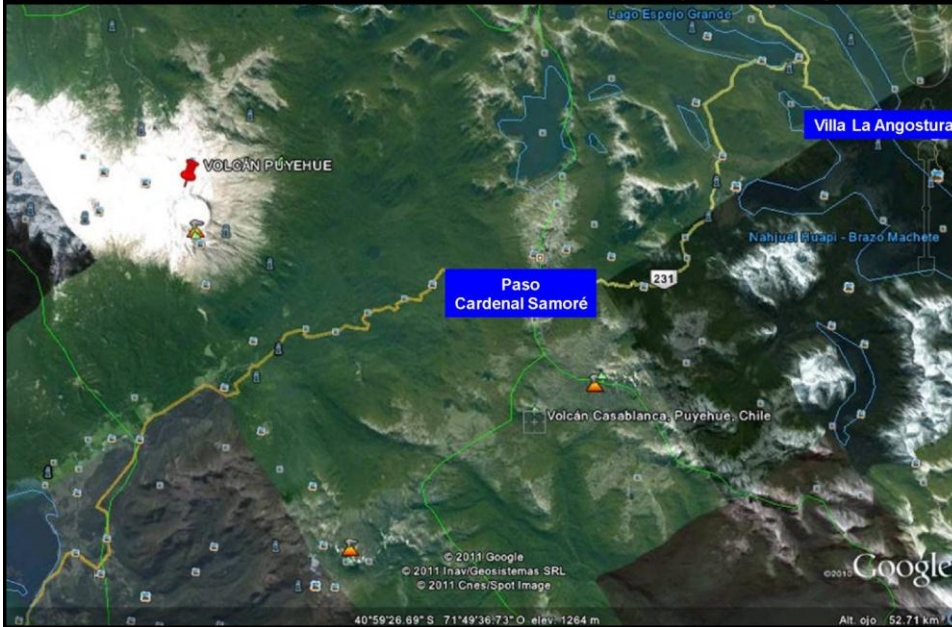 Lago Espejo Grande
Villa La Angostura
VOLCÁN PUYEHUE
Nahuel Huapi - Brazo Machete
231
Paso
Cardenal Samoré
Volcán Casablanca, Puyehue, Chile
© 2011 Google
© 2011 Inav/Geosistemas SRL
© 2011 Cnes/Spot Image
©2010 Google
40°59'26.69" S 71°49'36.73" O elev. 1264 m
Alt. ojo 52.71 km